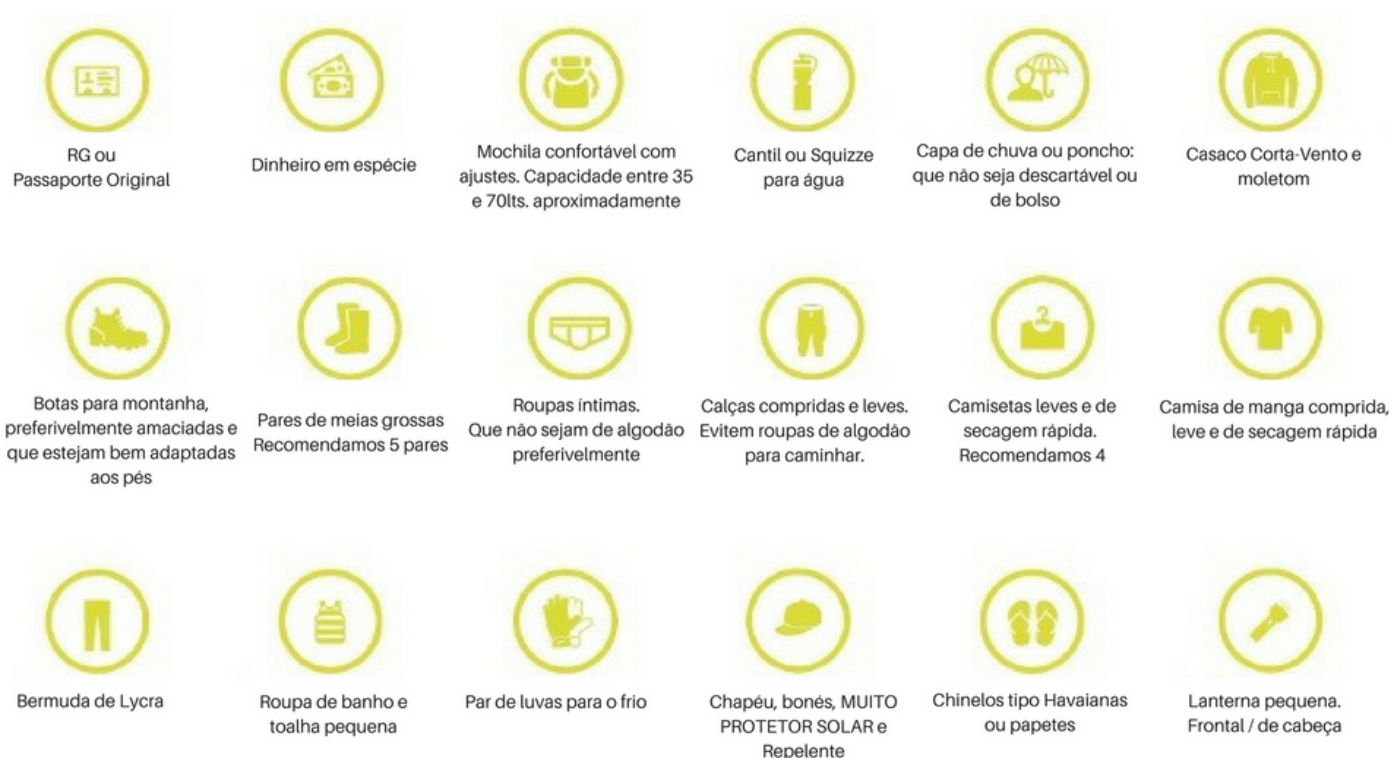 RG ou
Passaporte Original
Dinheiro em espécie
Mochila confortável com
ajustes. Capacidade entre 35
e 70lts. aproximadamente
Cantil ou Squizze
para água
Capa de chuva ou poncho:
que não seja descartável ou
de bolso
Casaco Corta-Vento e
moletom
Botas para montanha,
preferivelmente amaciadas e
que estejam bem adaptadas
aos pés
Pares de meias grossas
Recomendamos 5 pares
Roupas íntimas.
Que não sejam de algodão
preferivelmente
Calças compridas e leves.
Evitem roupas de algodão
para caminhar.
Camisetas leves e de
secagem rápida.
Recomendamos 4
Camisa de manga comprida,
leve e de secagem rápida
Bermuda de Lycra
Roupa de banho e
toalha pequena
Par de luvas para o frio
Chapéu, bonés, MUITO
PROTETOR SOLAR e
Repelente
Chinelos tipo Havaianas
ou papetes
Lanterna pequena.
Frontal / de cabeça